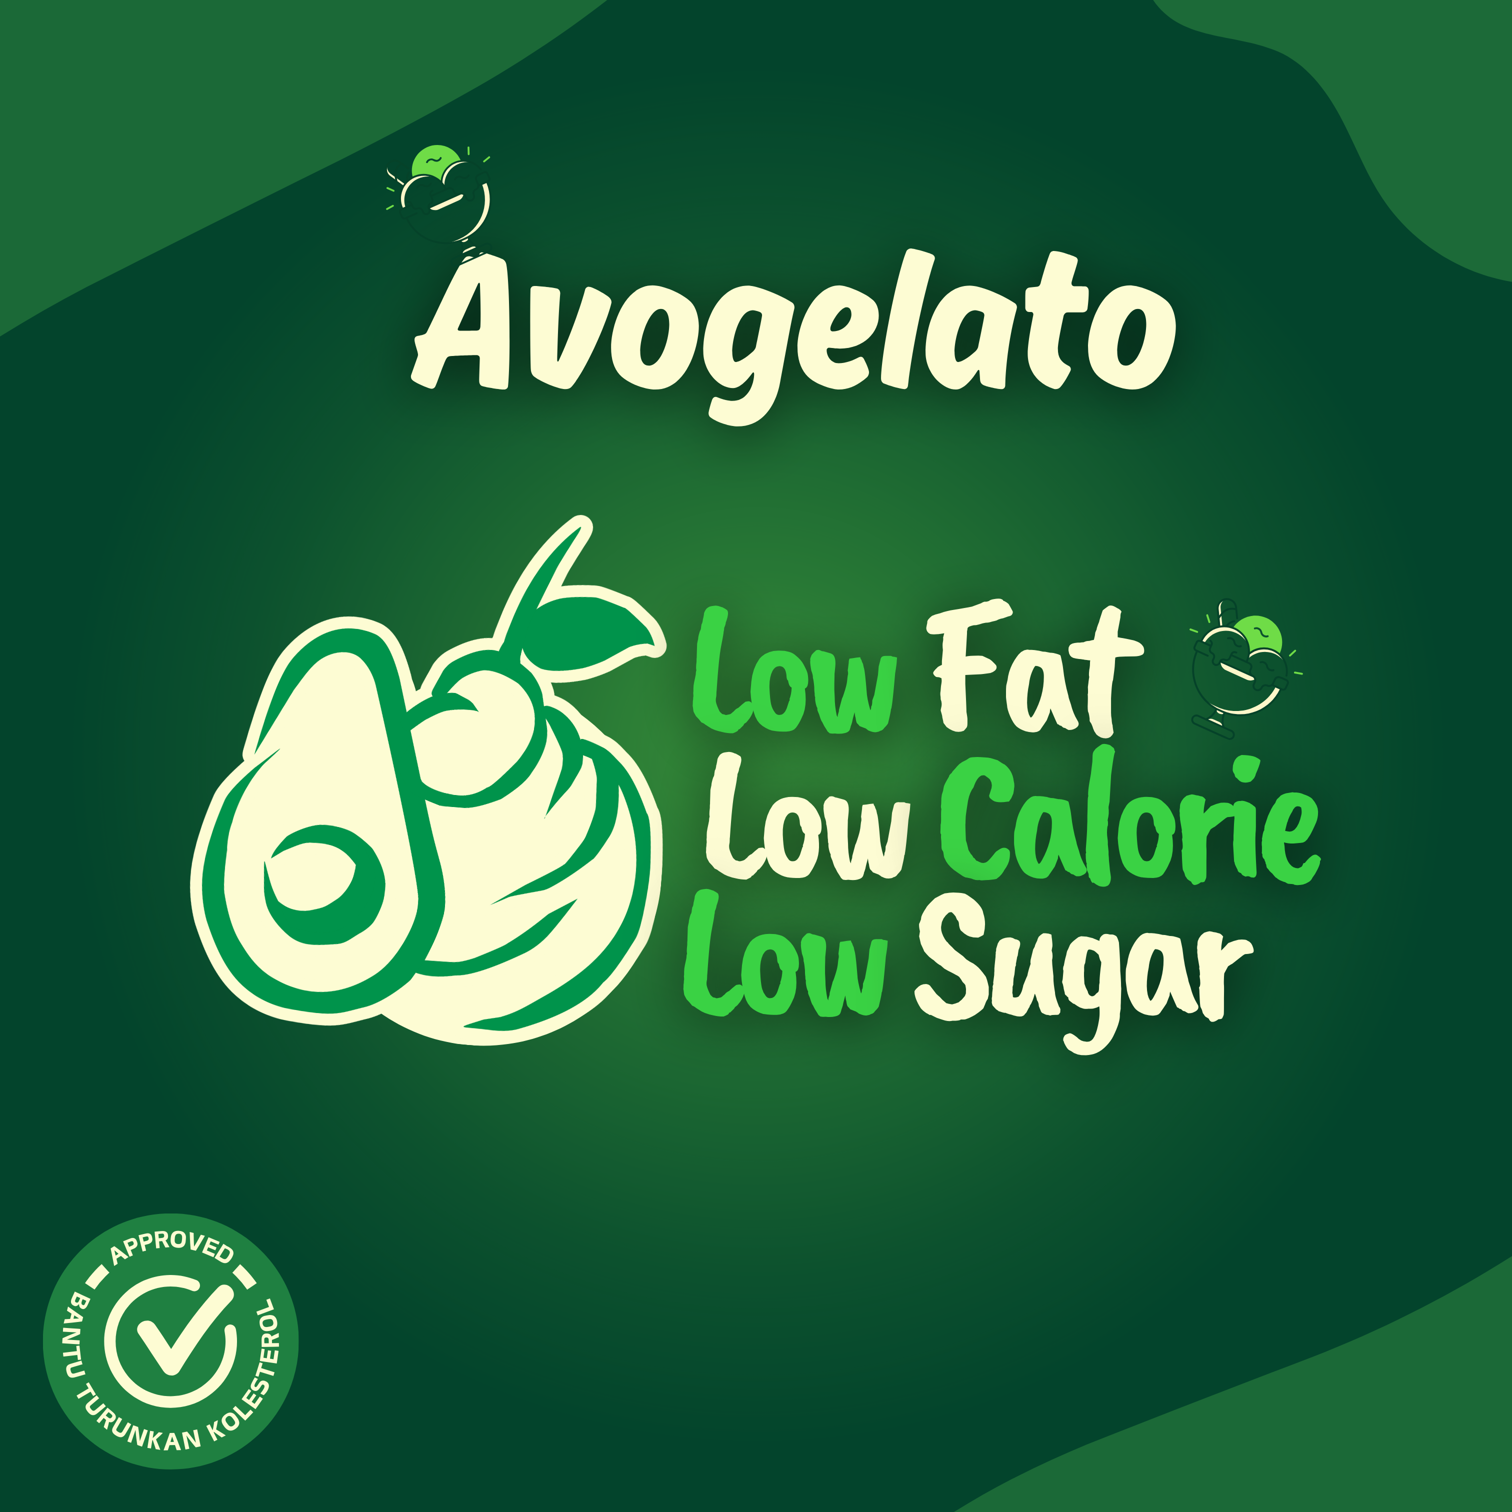 Avogelato
Low Fat
Low Calorie
Low Sugar
APPROVED
BANTU TURUNKAN KOLESTEROL